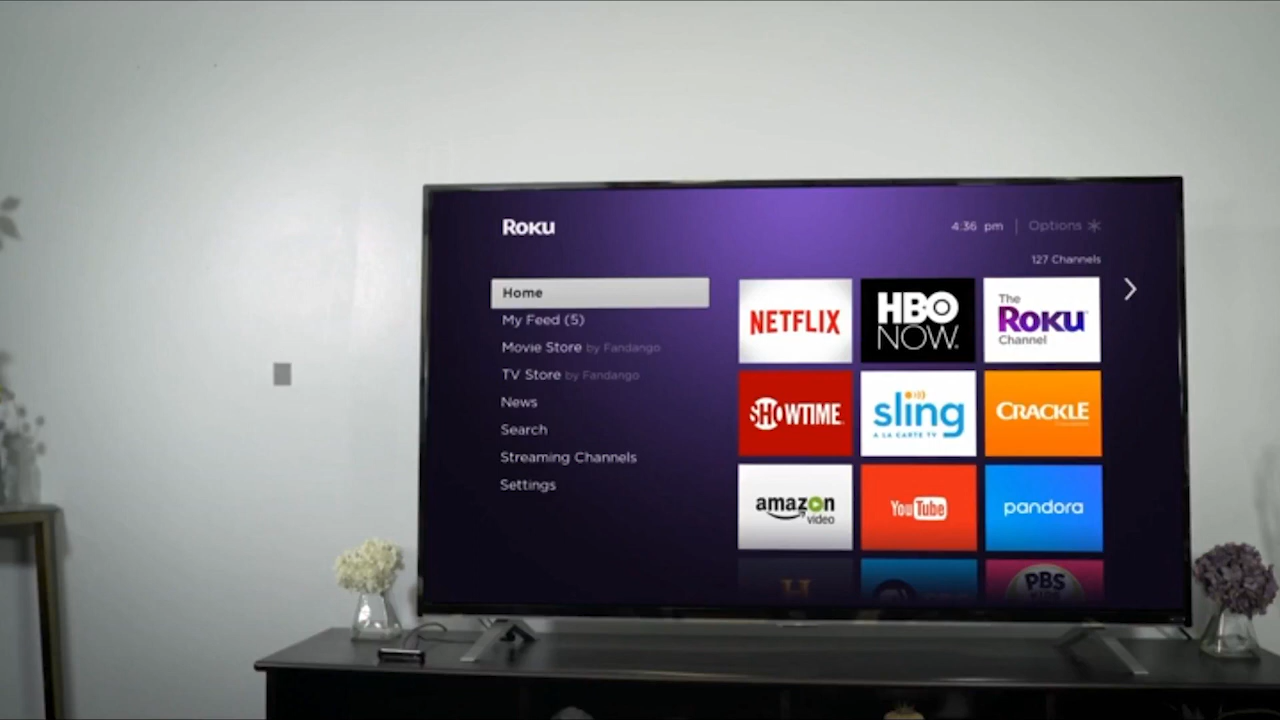 Roku
4:36 pm | Options
127 Channels
Home
My Feed (5)
Movie Store by Fandango
TV Store by Fandango
News
Search
Streaming Channels
Settings
NETFLIX
HBO
NOW.
The
Roku
Channel
SHOWTIME
sling
A LA CARTE TV
CRACKLE
amazon
video
YouTube
pandora
H
PBS